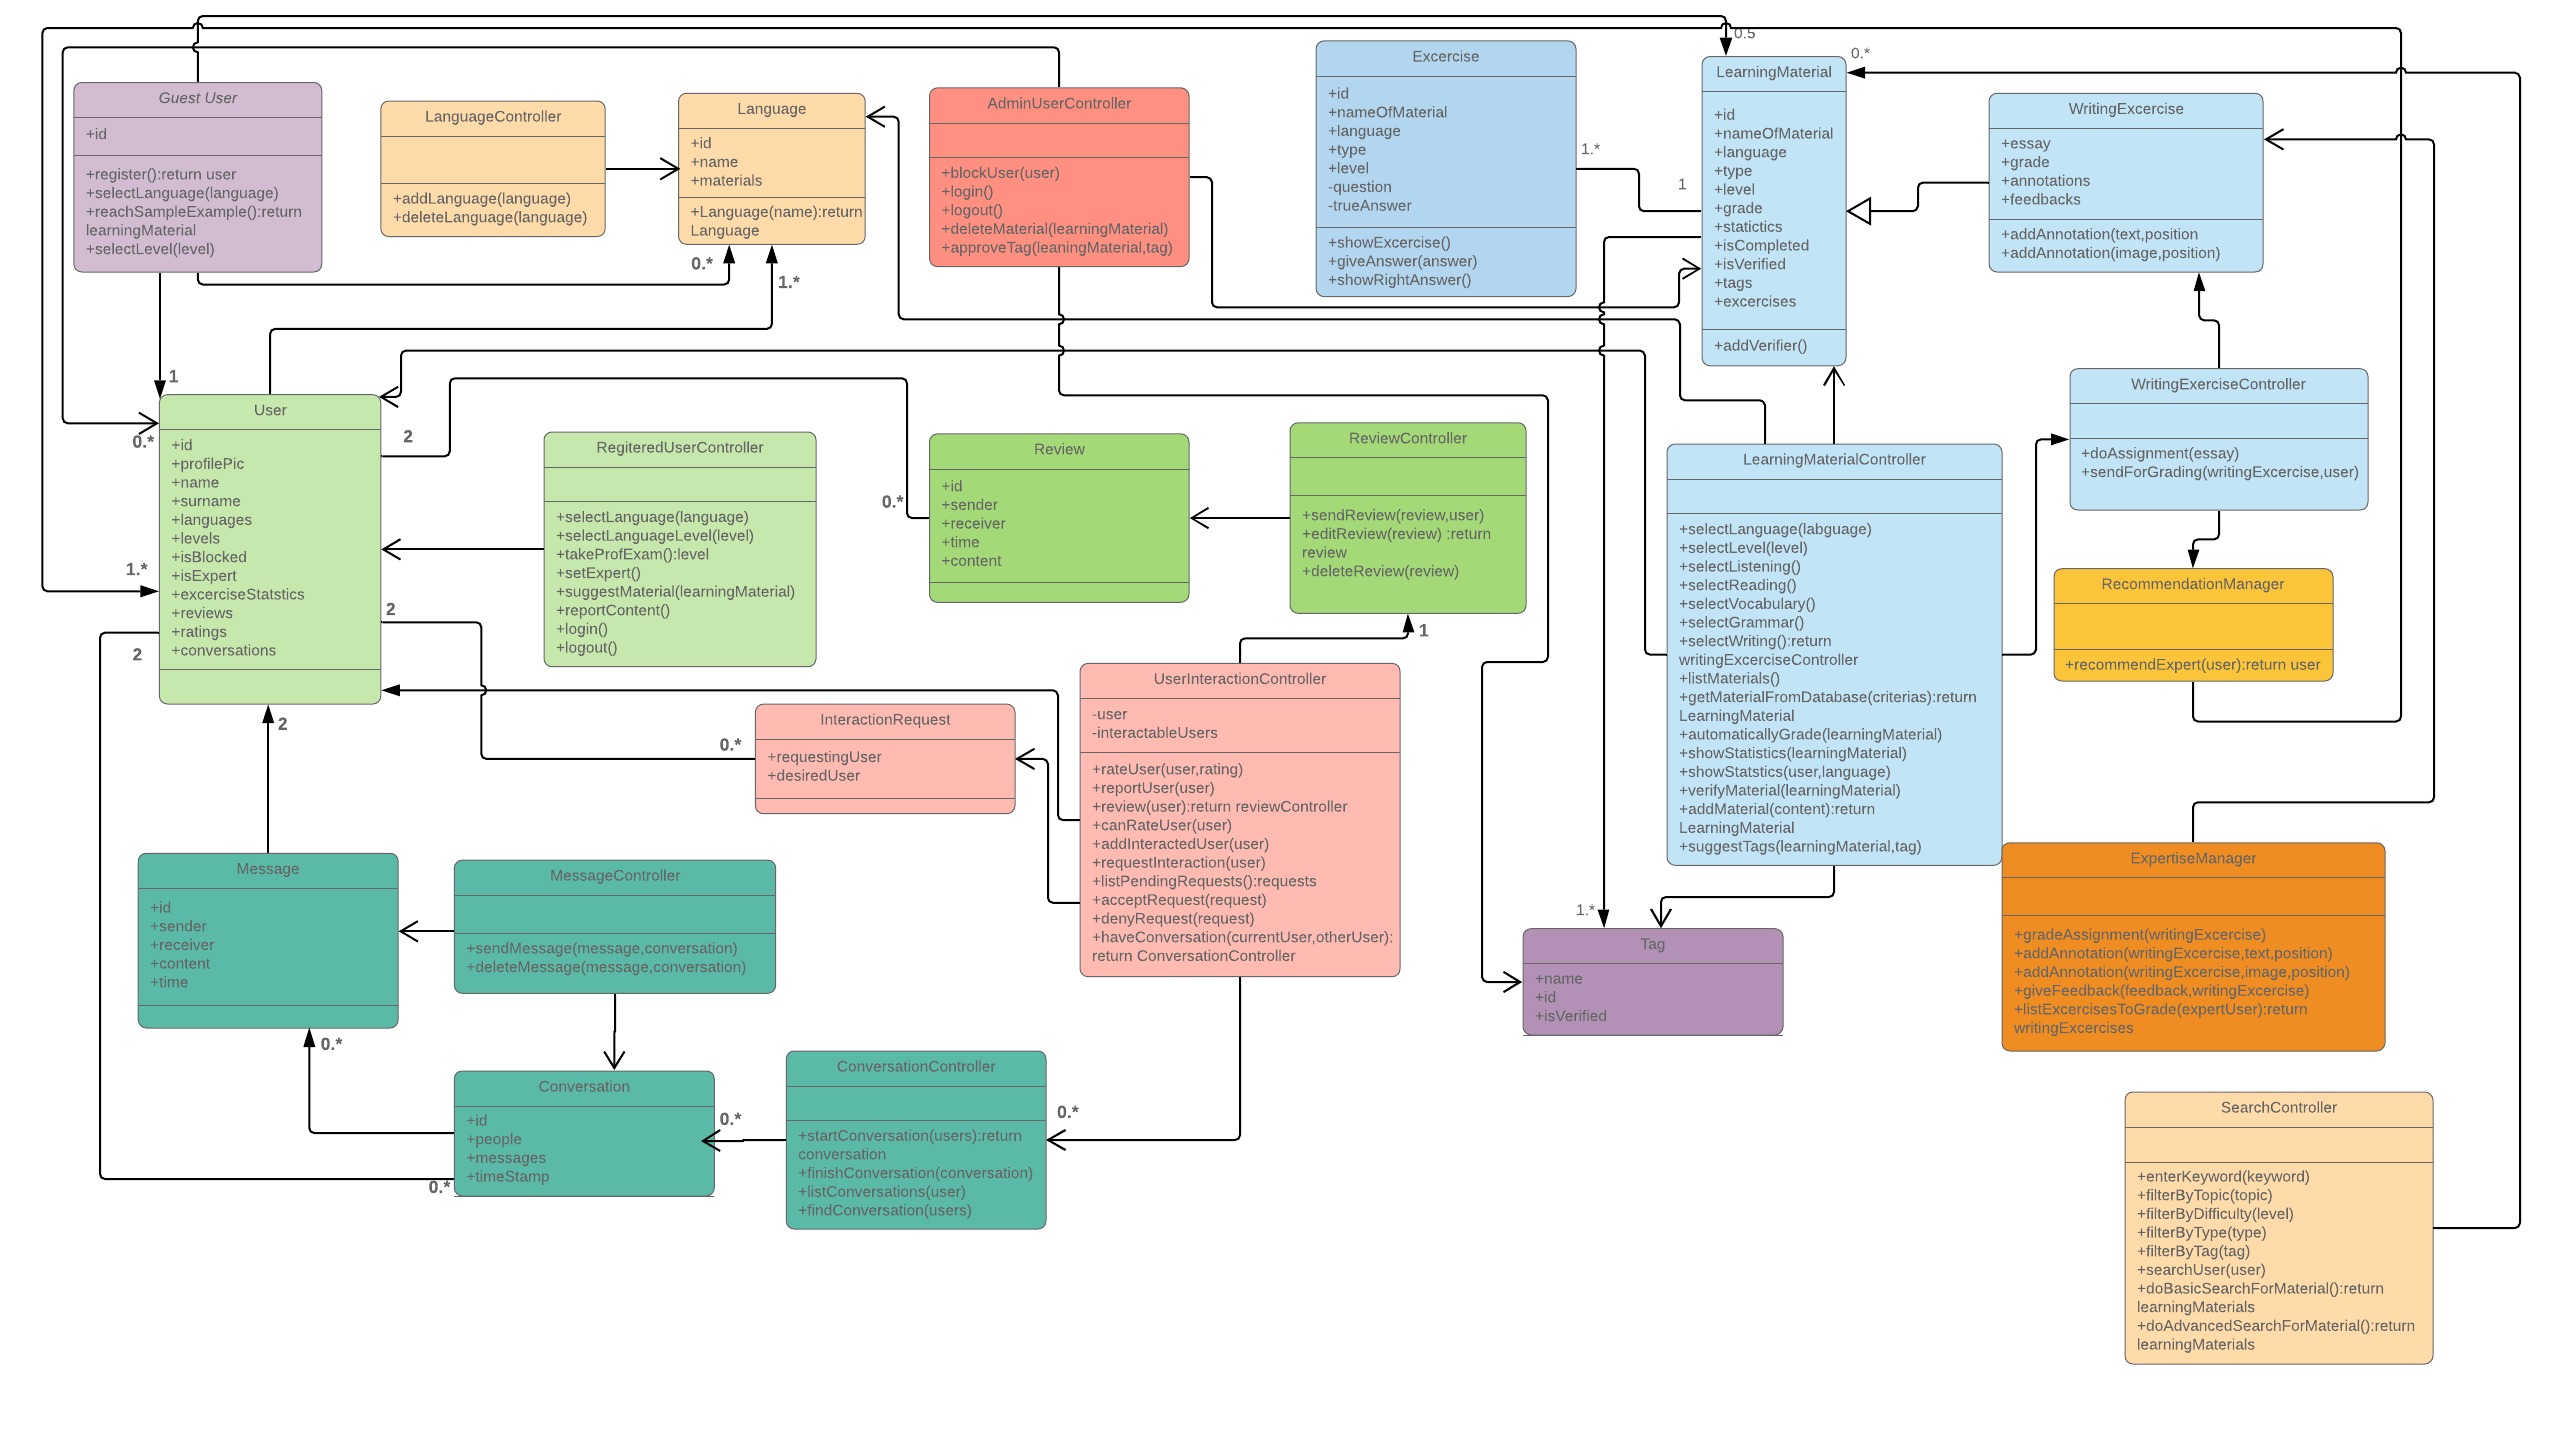 Guest User
+id
+register():return user
+selectLanguage(language)
+reachSampleExample():return
learningMaterial
+selectLevel(level)
LanguageController
+addLanguage(language)
+deleteLanguage(language)
Language
+id
+name
+materials
+Language(name):return
Language
0.*
1.*
AdminUserController
+blockUser(user)
+login()
+logout()
+deleteMaterial(learningMaterial)
+approveTag(leaningMaterial,tag)
Excercise
+id
+nameOfMaterial
+language
+type
+level
-question
-trueAnswer
+showExcercise()
+giveAnswer(answer)
+showRightAnswer()
1.*
1
0.5
0.*
LearningMaterial
+id
+nameOfMaterial
+language
+type
+level
+grade
+statictics
+isCompleted
+isVerified
+tags
+excercises
+addVerifier()
WritingExcercise
+essay
+grade
+annotations
+feedbacks
+addAnnotation(text,position
+addAnnotation(image,position)
1
0.*
1.*
2
2
2
2
User
+id
+profilePic
+name
+surname
+languages
+levels
+isBlocked
+isExpert
+excerciseStatstics
+reviews
+ratings
+conversations
RegiteredUserController
+selectLanguage(language)
+selectLanguageLevel(level)
+takeProfExam():level
+setExpert()
+suggestMaterial(learningMaterial)
+reportContent()
+login()
+logout()
0.*
Review
+id
+sender
+receiver
+time
+content
ReviewController
+sendReview(review,user)
+editReview(review) :return
review
+deleteReview(review)
1
LearningMaterialController
+selectLanguage(labguage)
+selectLevel(level)
+selectListening()
+selectReading()
+selectVocabulary()
+selectGrammar()
+selectWriting():return
writingExcerciseController
+listMaterials()
+getMaterialFromDatabase(criterias):return
LearningMaterial
+automaticallyGrade(learningMaterial)
+showStatistics(learningMaterial)
+showStatstics(user,language)
+verifyMaterial(learningMaterial)
+addMaterial(content):return
LearningMaterial
+suggestTags(learningMaterial,tag)
WritingExerciseController
+doAssignment(essay)
+sendForGrading(writingExcercise,user)
RecommendationManager
+recommendExpert(user):return user
0.*
InteractionRequest
+requestingUser
+desiredUser
UserInteractionController
-user
-interactableUsers
+rateUser(user,rating)
+reportUser(user)
+review(user):return reviewController
+canRateUser(user)
+addInteractedUser(user)
+requestInteraction(user)
+listPendingRequests():requests
+acceptRequest(request)
+denyRequest(request)
+haveConversation(currentUser,otherUser):
return ConversationController
Message
+id
+sender
+receiver
+content
+time
0.*
MessageController
+sendMessage(message,conversation)
+deleteMessage(message,conversation)
1.*
Tag
+name
+id
+isVerified
ExpertiseManager
+gradeAssignment(writingExcercise)
+addAnnotation(writingExcercise,text,position)
+addAnnotation(writingExcercise,image,position)
+giveFeedback(feedback,writingExcercise)
+listExcercisesToGrade(expertUser):return
writingExcercises
Conversation
+id
+people
+messages
+timeStamp
0.*
0.*
ConversationController
+startConversation(users):return
conversation
+finishConversation(conversation)
+listConversations(user)
+findConversation(users)
0.*
SearchController
+enterKeyword(keyword)
+filterByTopic(topic)
+filterByDifficulty(level)
+filterByType(type)
+filterByTag(tag)
+searchUser(user)
+doBasicSearchForMaterial():return
learningMaterials
+doAdvancedSearchForMaterial():return
learningMaterials